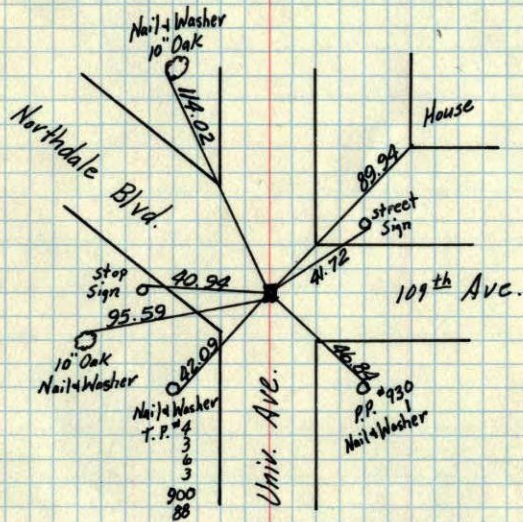 Nail & Washer
10" Oak
114.02
Northdale Blvd.
House
89.94
street
Sign
41.72
Stop
Sign
40.94
109th Ave.
95.59
10" Oak
Nail & Washer
42.09
46.84
Nail & Washer
T.P. #4
3
6
3
900
88
Univ. Ave.
P.P. #930
1
Nail & Washer